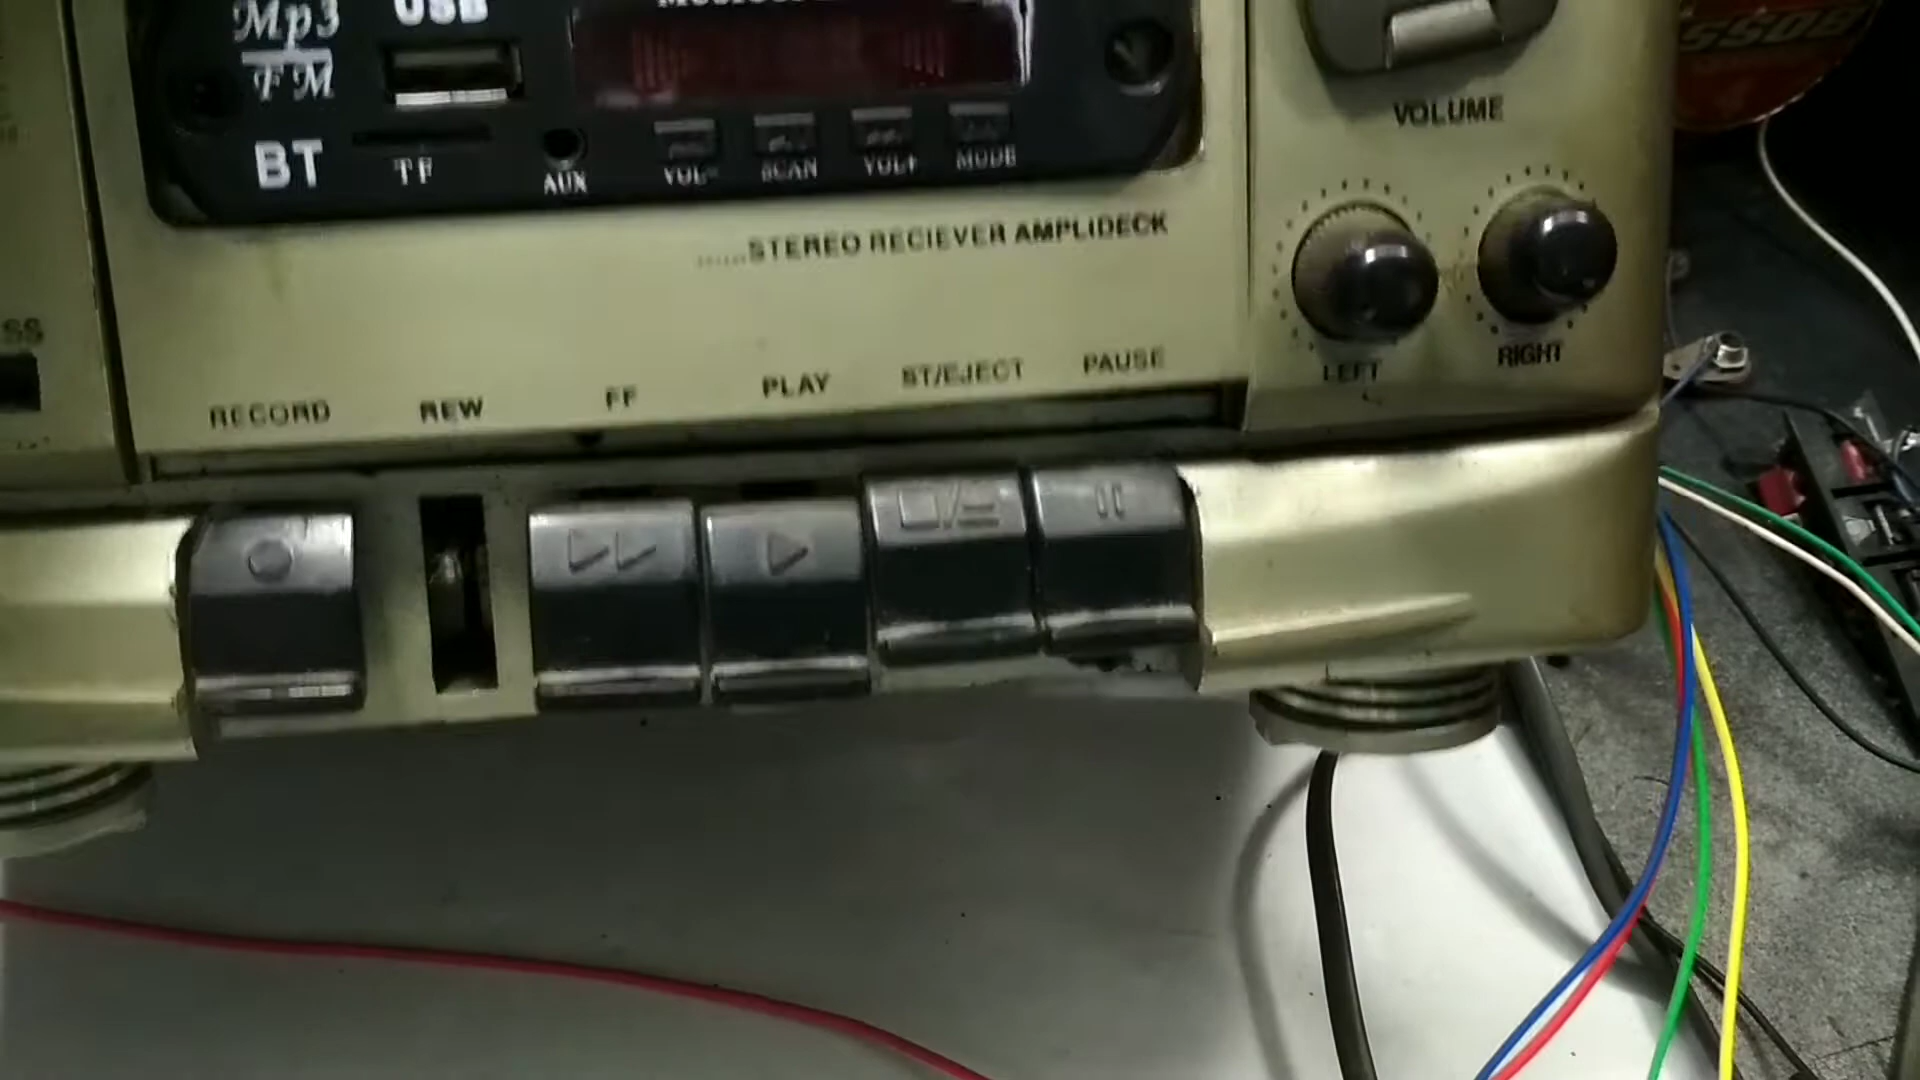 Mp3
FM
USB
BT
TF
AUX
VOL-
SCAN
VOL+
MODE
VOLUME
......STEREO RECIEVER AMPLIDECK
LEFT
RIGHT
SS
RECORD
REW
FF
PLAY
ST/EJECT
PAUSE